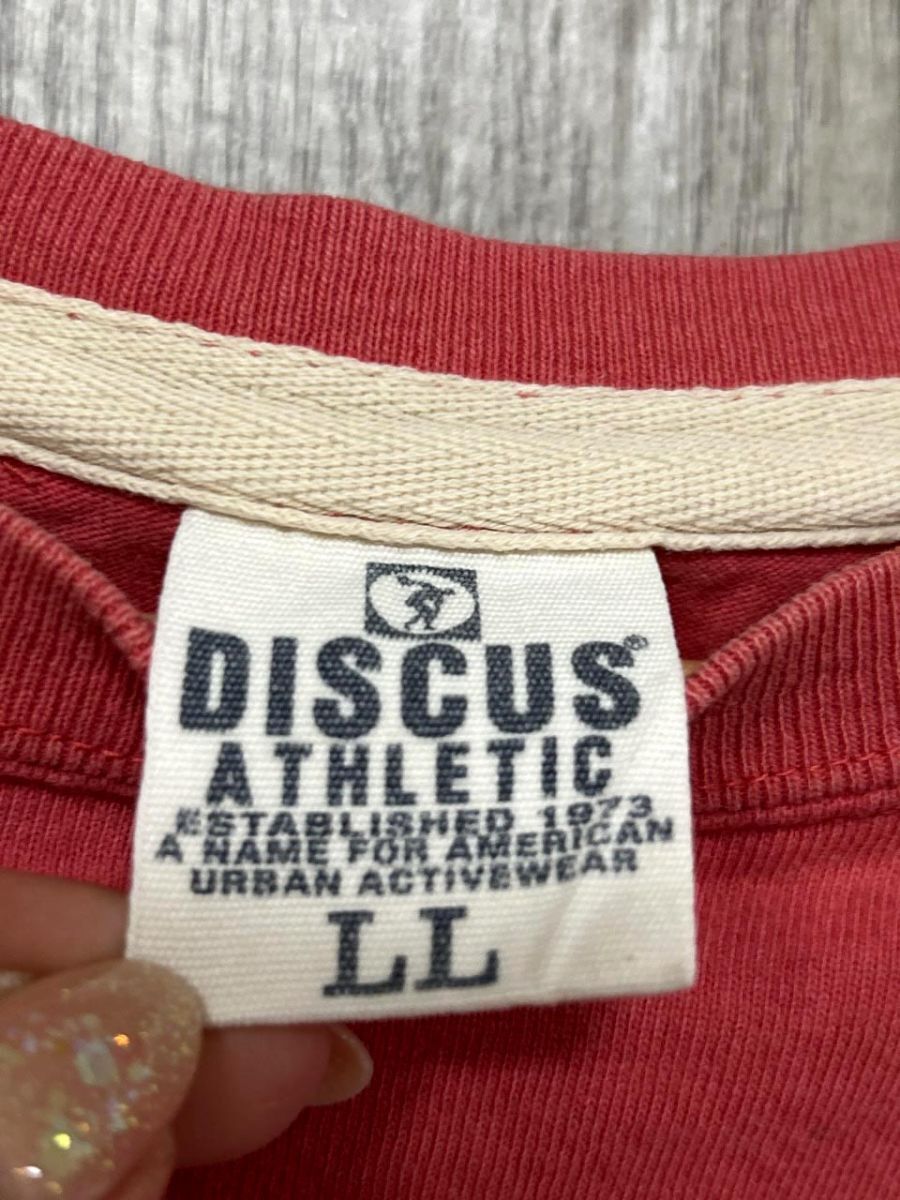 DISCUS®
ATHLETIC
ESTABLISHED 1973
A NAME FOR AMERICAN
URBAN ACTIVEWEAR
LL